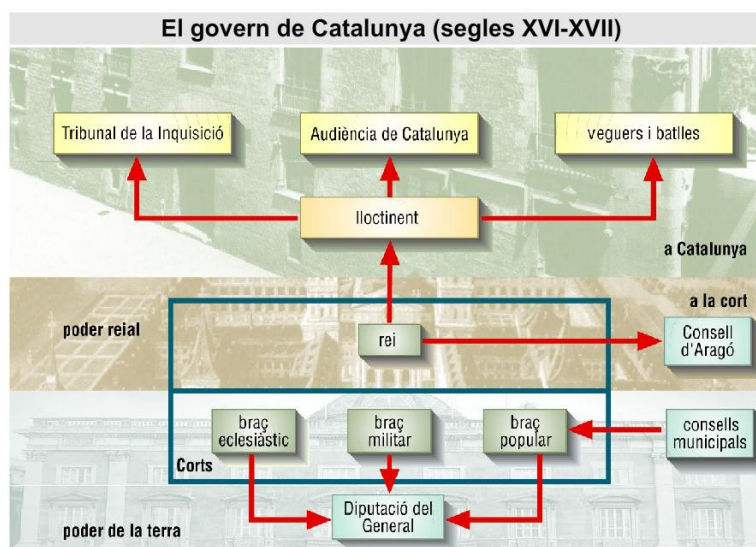 El govern de Catalunya (segles XVI-XVII)
Tribunal de la Inquisició
Audiència de Catalunya
veguers i batlles
lloctinent
a Catalunya
a la cort
poder reial
rei
Consell
d'Aragó
braç
eclesiàstic
braç
militar
braç
popular
consells
municipals
Corts
Diputació del
General
poder de la terra